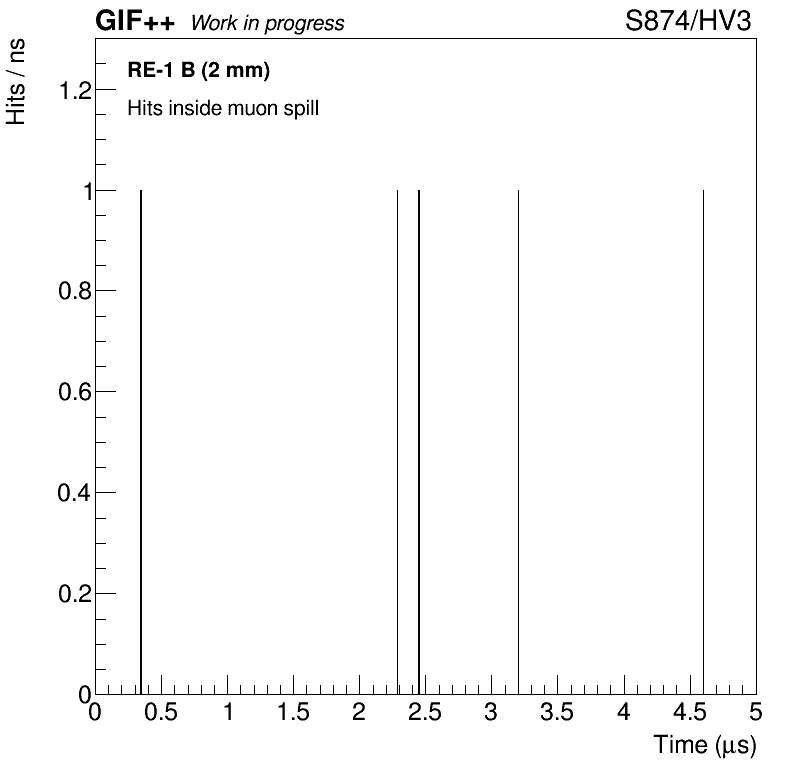 GIF++ Work in progress S874/HV3
Hits / ns
RE-1 B (2 mm)
Hits inside muon spill
1.2
1
0.8
0.6
0.4
0.2
0
0 0.5 1 1.5 2 2.5 3 3.5 4 4.5 5
Time (μs)